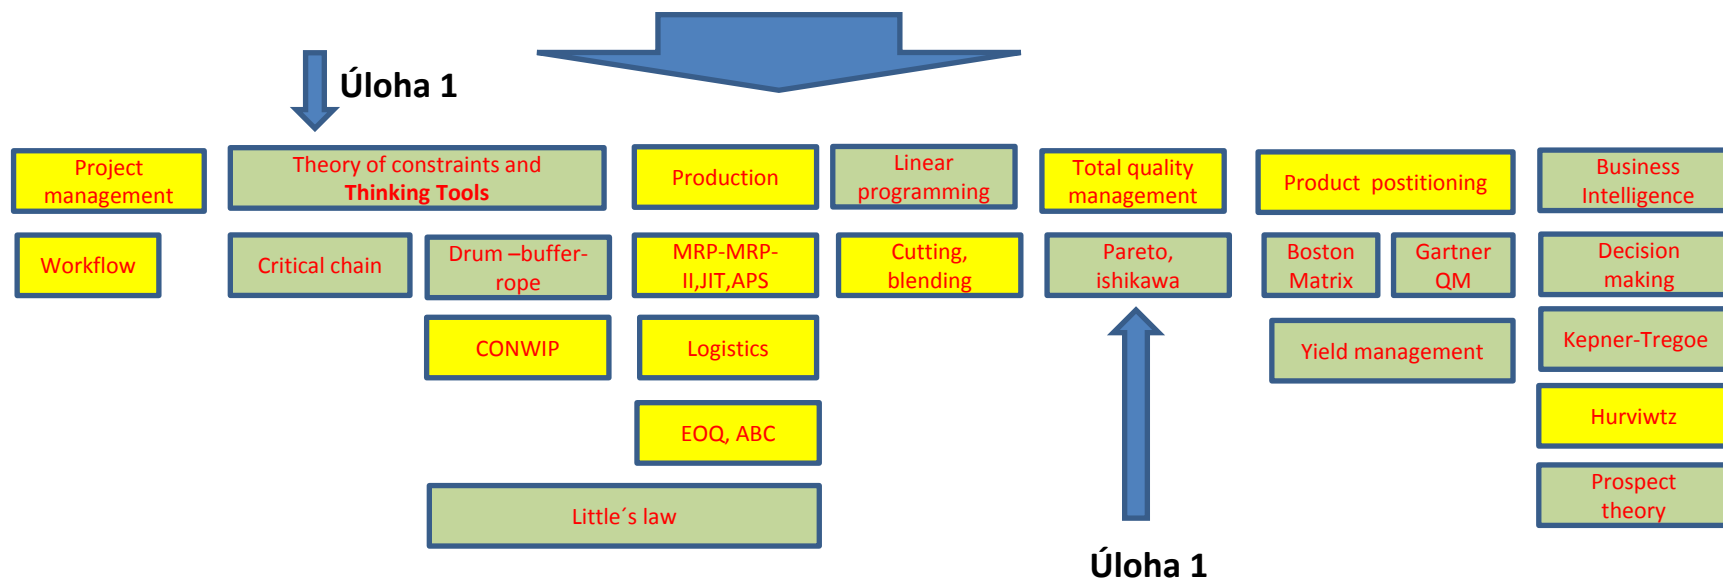 Úloha 1
Project
management
Theory of constraints and
Thinking Tools
Production
Linear
programming
Total quality
management
Product postitioning
Business
Intelligence
Workflow
Critical chain
Drum –buffer-
rope
MRP-MRP-
II,JIT,APS
Cutting,
blending
Pareto,
ishikawa
Boston
Matrix
Gartner
QM
Decision
making
CONWIP
Logistics
Yield management
Kepner-Tregoe
EOQ, ABC
Hurviwtz
Little´s law
Prospect
theory
Úloha 1